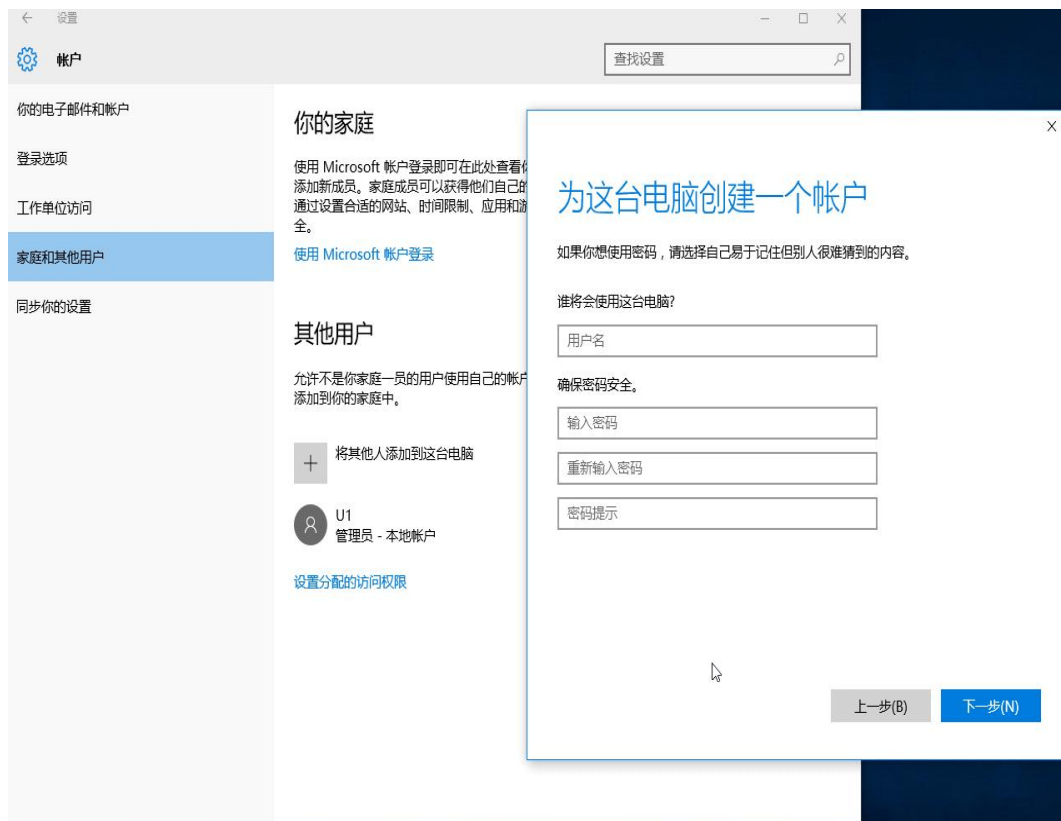 设置
帐户
查找设置
你的电子邮件和帐户
登录选项
工作单位访问
家庭和其他用户
同步你的设置
你的家庭
使用 Microsoft 帐户登录即可在此处查看
添加新成员。家庭成员可以获得他们自己的
通过设置合适的网站、时间限制、应用和游
全。
使用 Microsoft 帐户登录
其他用户
允许不是你家庭一员的用户使用自己的帐户
添加到你的家庭中。
将其他人添加到这台电脑
U1
管理员 - 本地帐户
设置分配的访问权限
为这台电脑创建一个帐户
如果你想使用密码，请选择自己易于记住但别人很难猜到的内容。
谁将会使用这台电脑?
用户名
确保密码安全。
输入密码
重新输入密码
密码提示
上一步(B)
下一步(N)